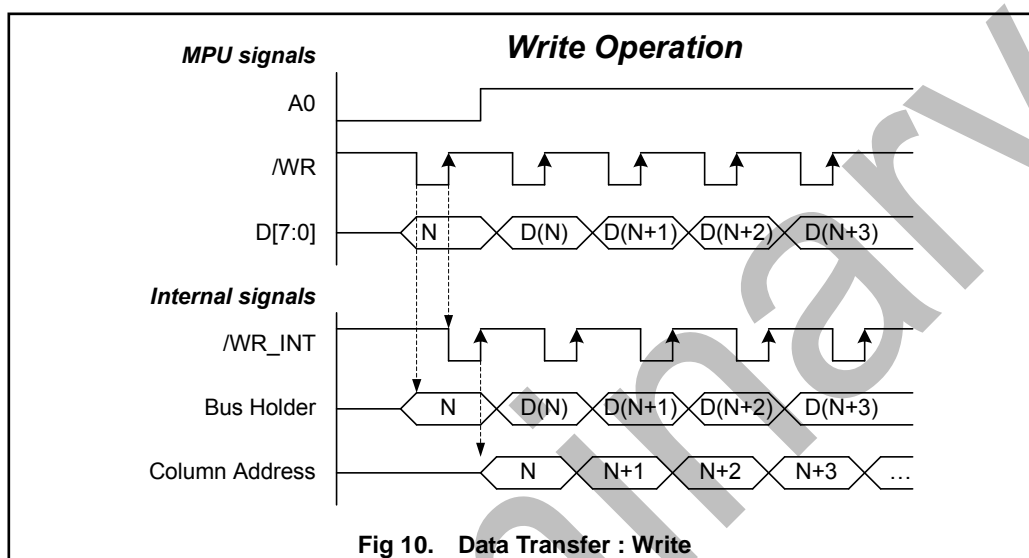 Write Operation
MPU signals
A0
/WR
D[7:0] N D(N) D(N+1) D(N+2) D(N+3)
Internal signals
/WR_INT
Bus Holder N D(N) D(N+1) D(N+2) D(N+3)
Column Address N N+1 N+2 N+3 ...
Fig 10. Data Transfer : Write